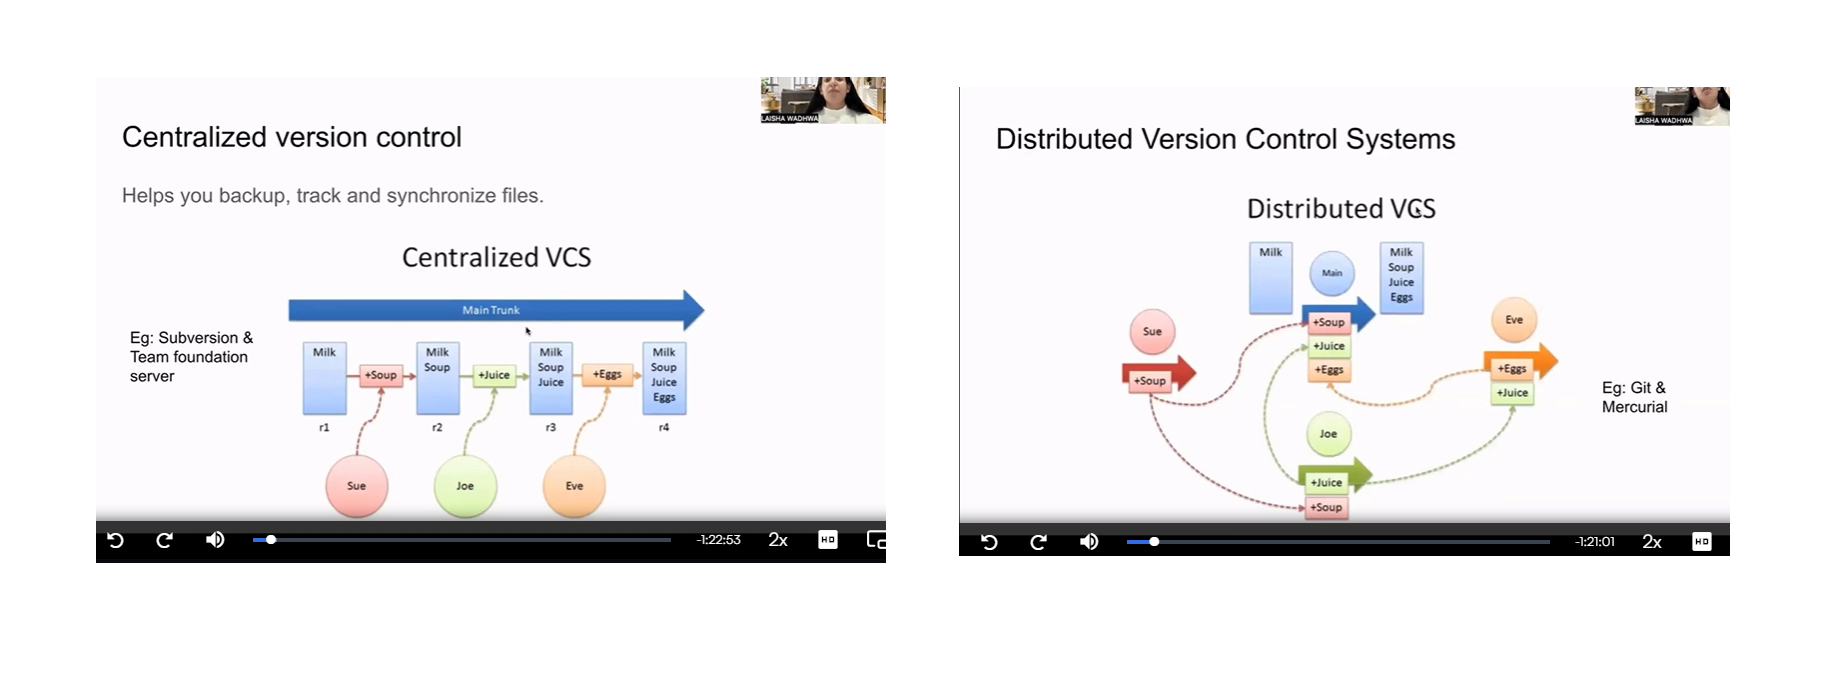 LAISHA WADHWA
Centralized version control
Helps you backup, track and synchronize files.
Centralized VCS
Main Trunk
Eg: Subversion &
Team foundation
server
Milk
+Soup
Milk
Soup
+Juice
Milk
Soup
Juice
+Eggs
Milk
Soup
Juice
Eggs
r1
r2
r3
r4
Sue
Joe
Eve
-1:22:53
2x
HD
LAISHA WADHWA
Distributed Version Control Systems
Distributed VCS
Milk
Main
Milk
Soup
Juice
Eggs
Sue
+Soup
+Soup
+Juice
+Eggs
Eve
+Eggs
+Juice
Eg: Git &
Mercurial
Joe
+Juice
+Soup
-1:21:01
2x
HD